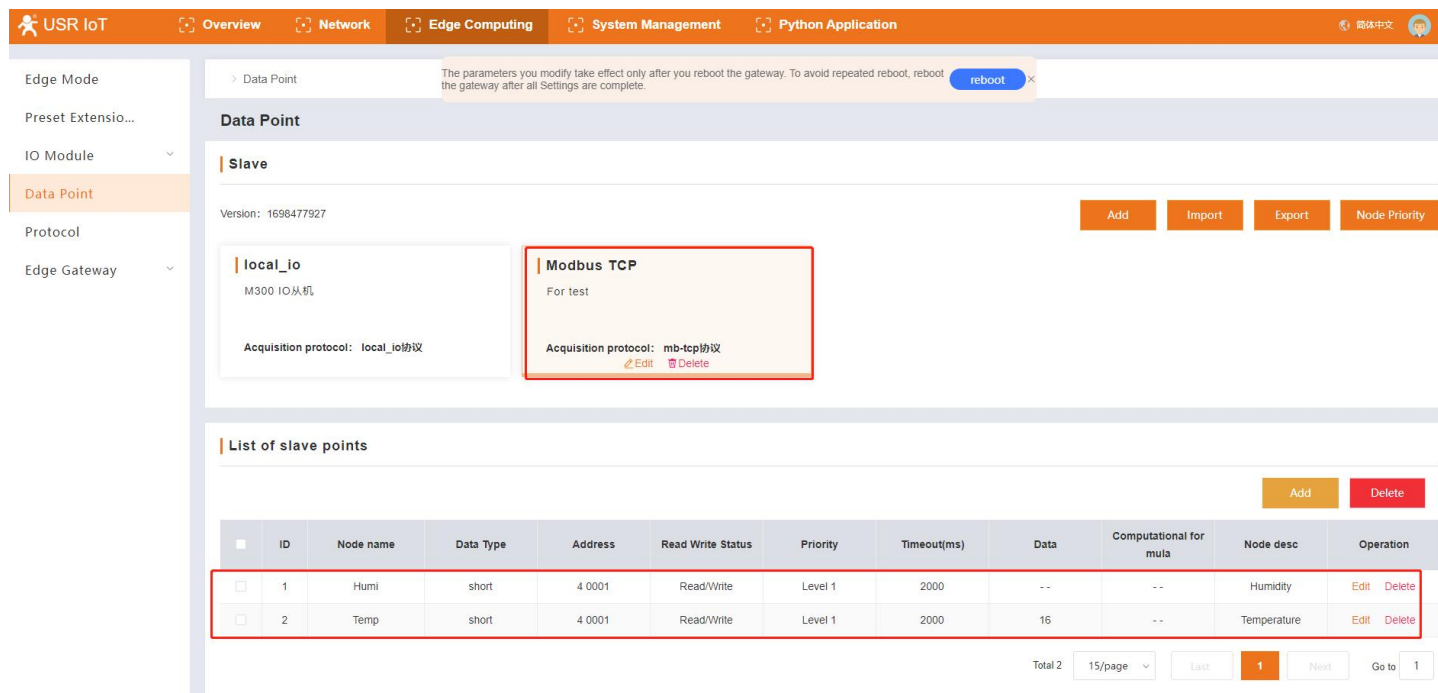 USR IoT
Overview
Network
Edge Computing
System Management
Python Application
简体中文
Edge Mode
Preset Extensio...
IO Module
Data Point
Protocol
Edge Gateway
> Data Point
The parameters you modify take effect only after you reboot the gateway. To avoid repeated reboot, reboot
the gateway after all Settings are complete.
reboot
×
Data Point
Slave
Version: 1698477927
Add Import Export Node Priority
local_io
M300 IO从机
Acquisition protocol: local_io协议
Modbus TCP
For test
Acquisition protocol: mb-tcp协议
Edit Delete
List of slave points
Add Delete
ID Node name Data Type Address Read Write Status Priority Timeout(ms) Data Computational for
mula Node desc Operation
1 Humi short 4 0001 Read/Write Level 1 2000 - - - - Humidity Edit Delete
2 Temp short 4 0001 Read/Write Level 1 2000 16 - - Temperature Edit Delete
Total 2 15/page Last 1 Next Go to 1